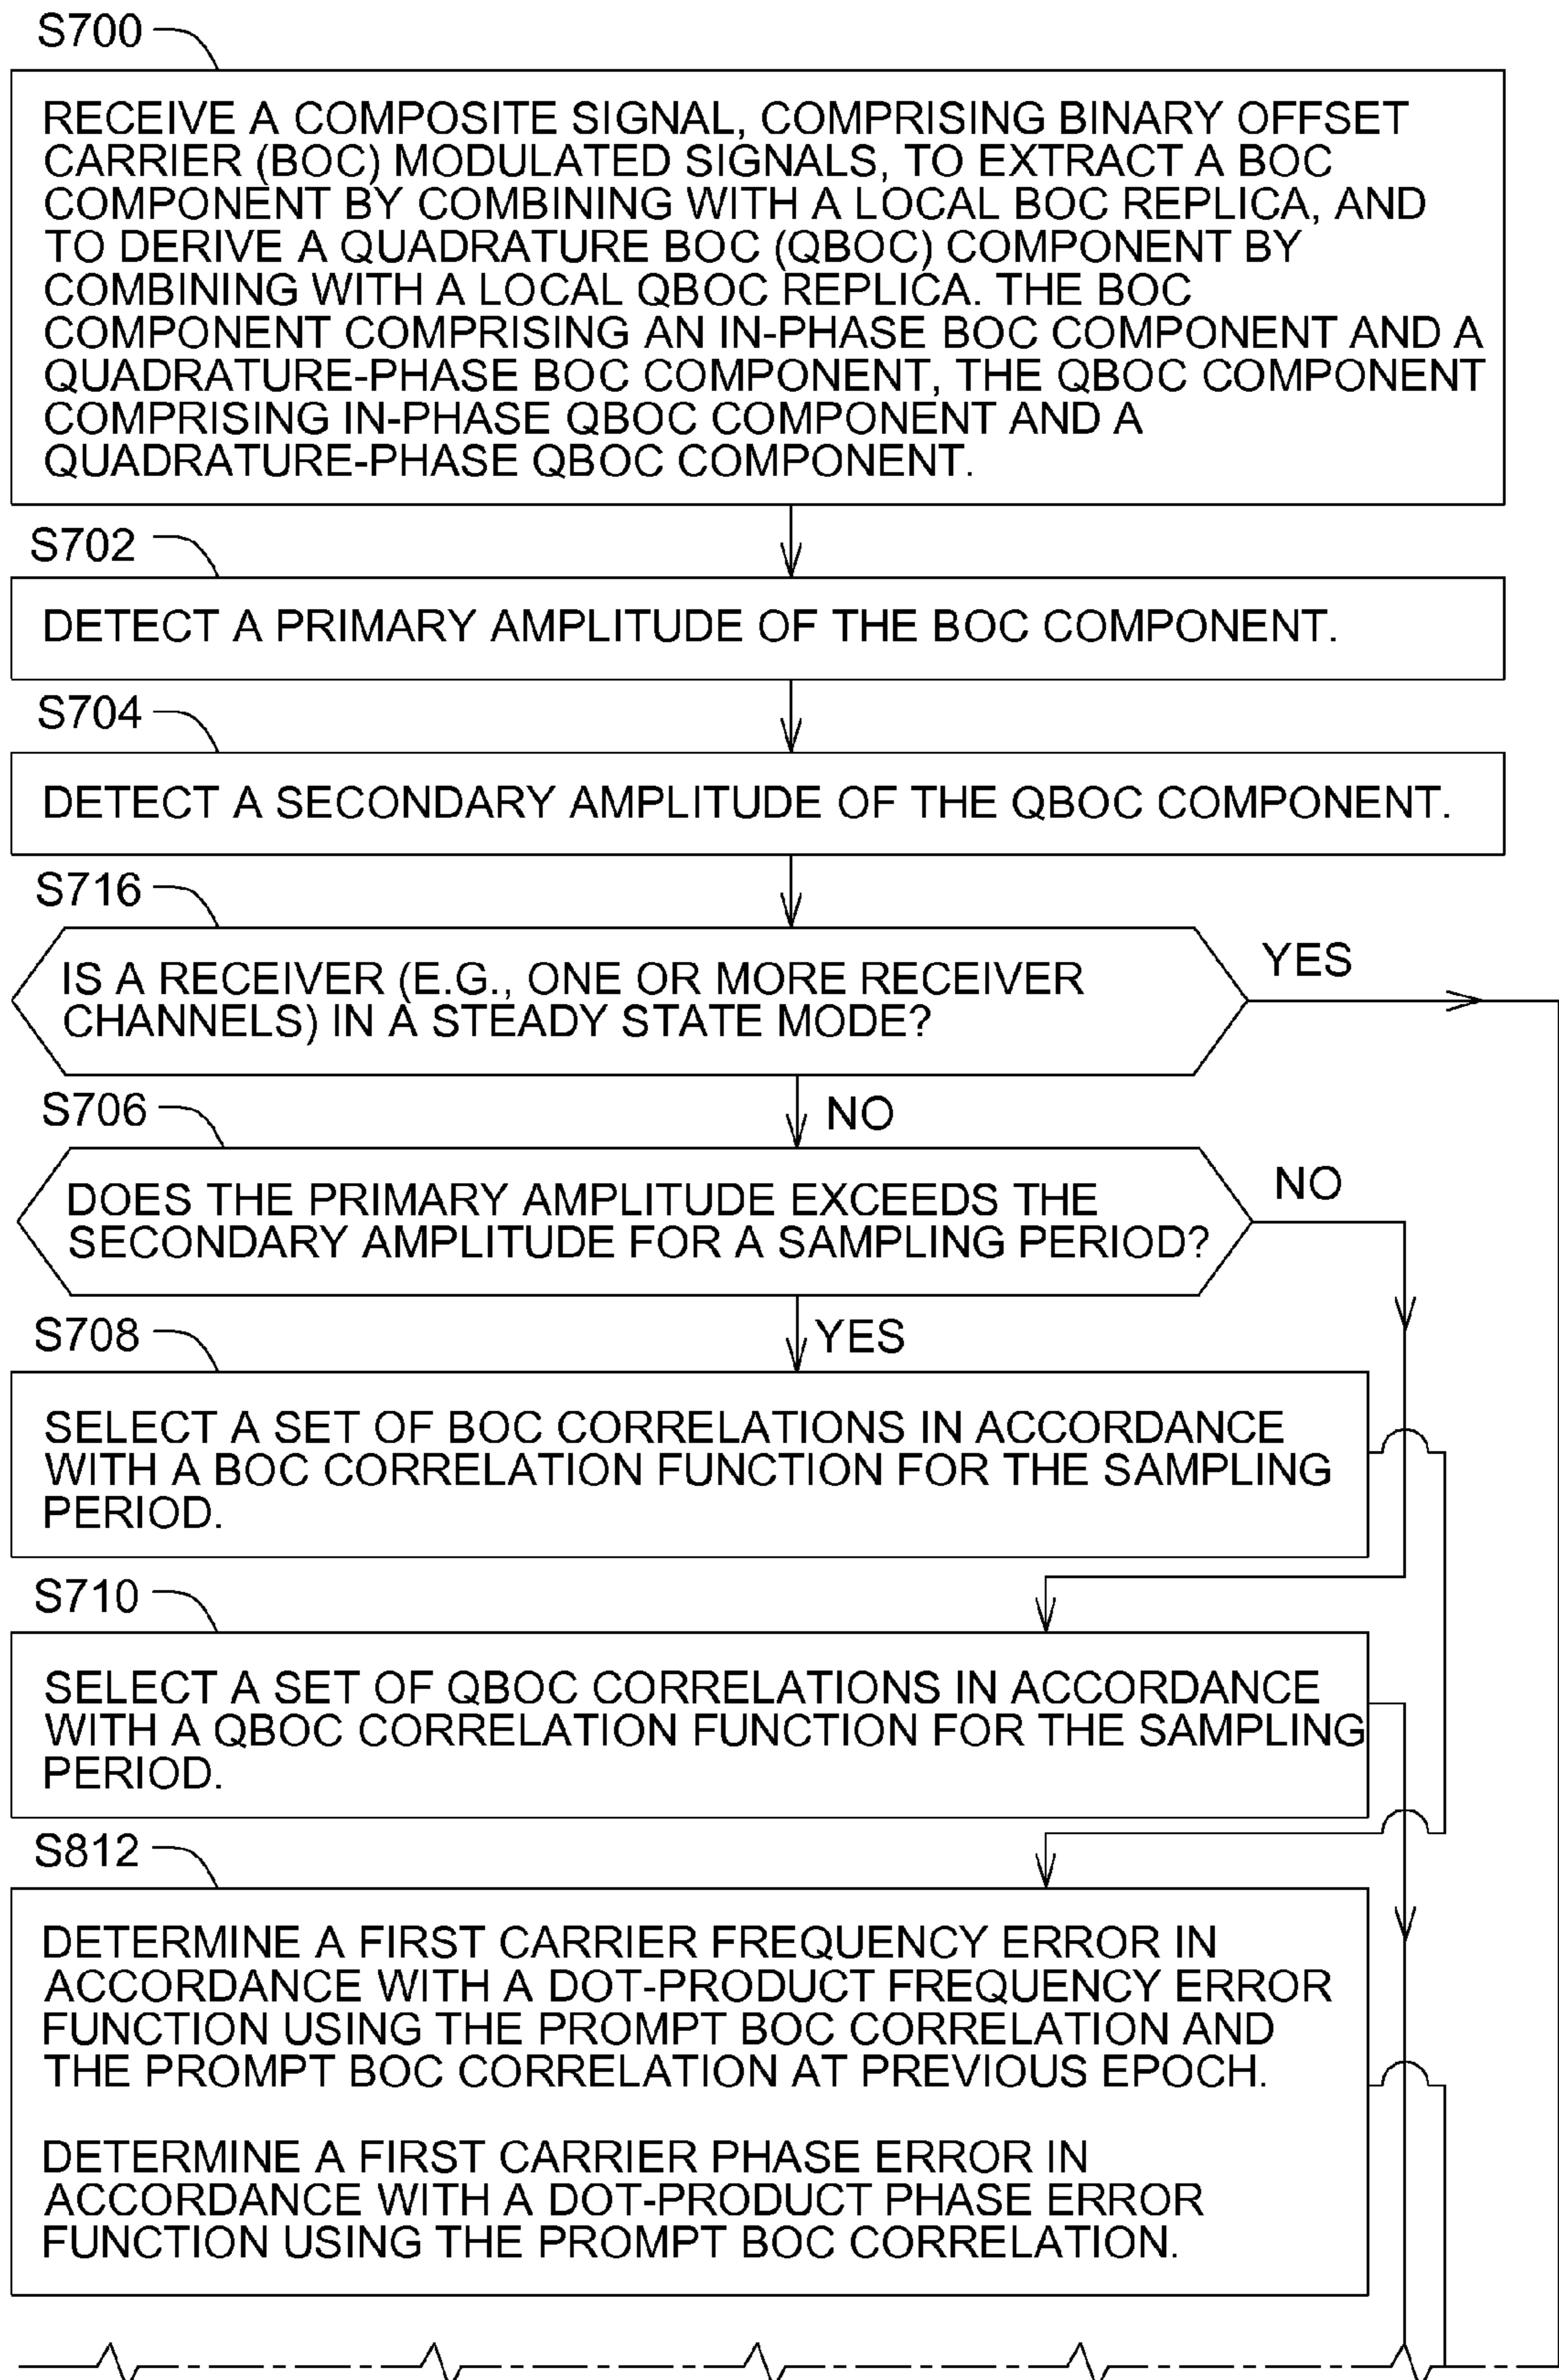 S700
RECEIVE A COMPOSITE SIGNAL, COMPRISING BINARY OFFSET
CARRIER (BOC) MODULATED SIGNALS, TO EXTRACT A BOC
COMPONENT BY COMBINING WITH A LOCAL BOC REPLICA, AND
TO DERIVE A QUADRATURE BOC (QBOC) COMPONENT BY
COMBINING WITH A LOCAL QBOC REPLICA. THE BOC
COMPONENT COMPRISING AN IN-PHASE BOC COMPONENT AND A
QUADRATURE-PHASE BOC COMPONENT, THE QBOC COMPONENT
COMPRISING IN-PHASE QBOC COMPONENT AND A
QUADRATURE-PHASE QBOC COMPONENT.
S702
DETECT A PRIMARY AMPLITUDE OF THE BOC COMPONENT.
S704
DETECT A SECONDARY AMPLITUDE OF THE QBOC COMPONENT.
S716
IS A RECEIVER (E.G., ONE OR MORE RECEIVER
CHANNELS) IN A STEADY STATE MODE?
YES
NO
S706
DOES THE PRIMARY AMPLITUDE EXCEEDS THE
SECONDARY AMPLITUDE FOR A SAMPLING PERIOD?
NO
YES
S708
SELECT A SET OF BOC CORRELATIONS IN ACCORDANCE
WITH A BOC CORRELATION FUNCTION FOR THE SAMPLING
PERIOD.
S710
SELECT A SET OF QBOC CORRELATIONS IN ACCORDANCE
WITH A QBOC CORRELATION FUNCTION FOR THE SAMPLING
PERIOD.
S812
DETERMINE A FIRST CARRIER FREQUENCY ERROR IN
ACCORDANCE WITH A DOT-PRODUCT FREQUENCY ERROR
FUNCTION USING THE PROMPT BOC CORRELATION AND
THE PROMPT BOC CORRELATION AT PREVIOUS EPOCH.
DETERMINE A FIRST CARRIER PHASE ERROR IN
ACCORDANCE WITH A DOT-PRODUCT PHASE ERROR
FUNCTION USING THE PROMPT BOC CORRELATION.